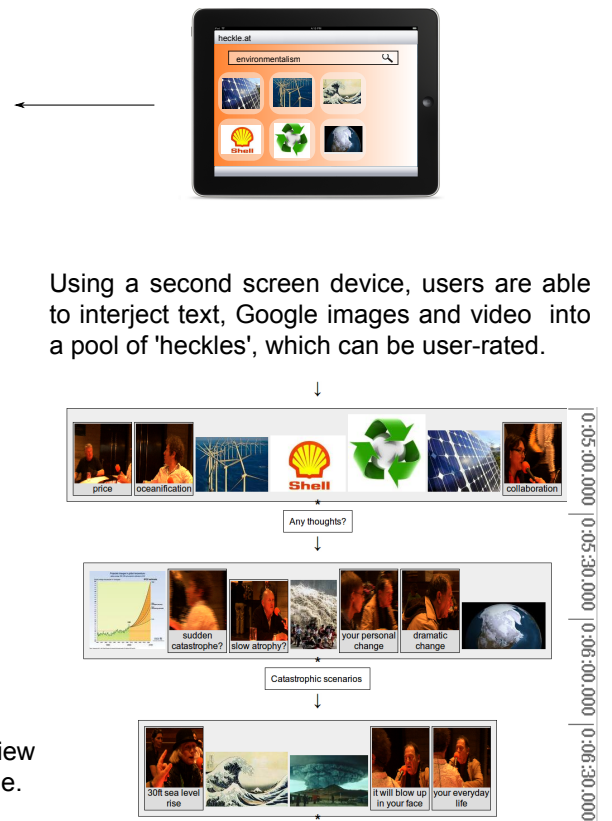 heckle.at
environmentalism
Shell
Using a second screen device, users are able
to interject text, Google images and video into
a pool of 'heckles', which can be user-rated.
↓
price
oceanification
Shell
collaboration
*
Any thoughts?
↓
sudden
catastrophe?
slow atrophy?
your personal
change
dramatic
change
*
Catastrophic scenarios
↓
iew
e.
30ft sea level
rise
it will blow up
in your face
your everyday
life
*
0:05:00.000
0:05:30.000
0:06:00.000
0:06:30.000